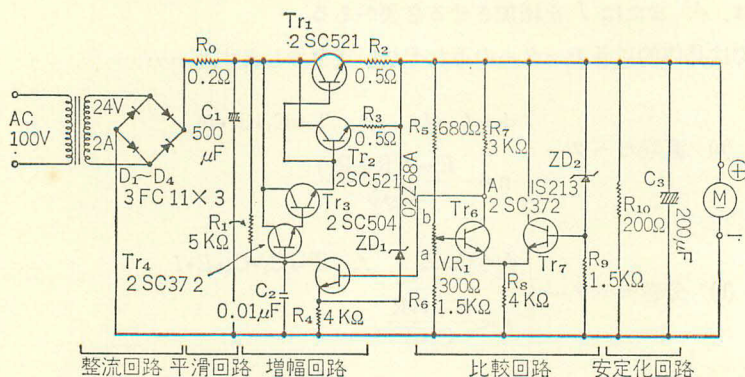 Tr₁
2SC521
R₀
0.2Ω
R₂
0.5Ω
AC
100V
24V
2A
D₁~D₄
3FC11×3
C₁
500
μF
R₃
0.5Ω
Tr₂
2SC521
Tr₃
2SC504
R₁
5KΩ
Tr₄
2SC372
C₂
0.01μF
R₄
4KΩ
02Z68A
ZD₁
R₅
680Ω
R₇
3KΩ
A
2SC372
Tr₆
b
a
VR₁
300Ω
R₆
1.5KΩ
R₈
4KΩ
ZD₂
IS213
Tr₇
R₉
1.5KΩ
R₁₀
200Ω
C₃
200μF
M
⊕
−
整流回路 平滑回路 増幅回路 比較回路 安定化回路